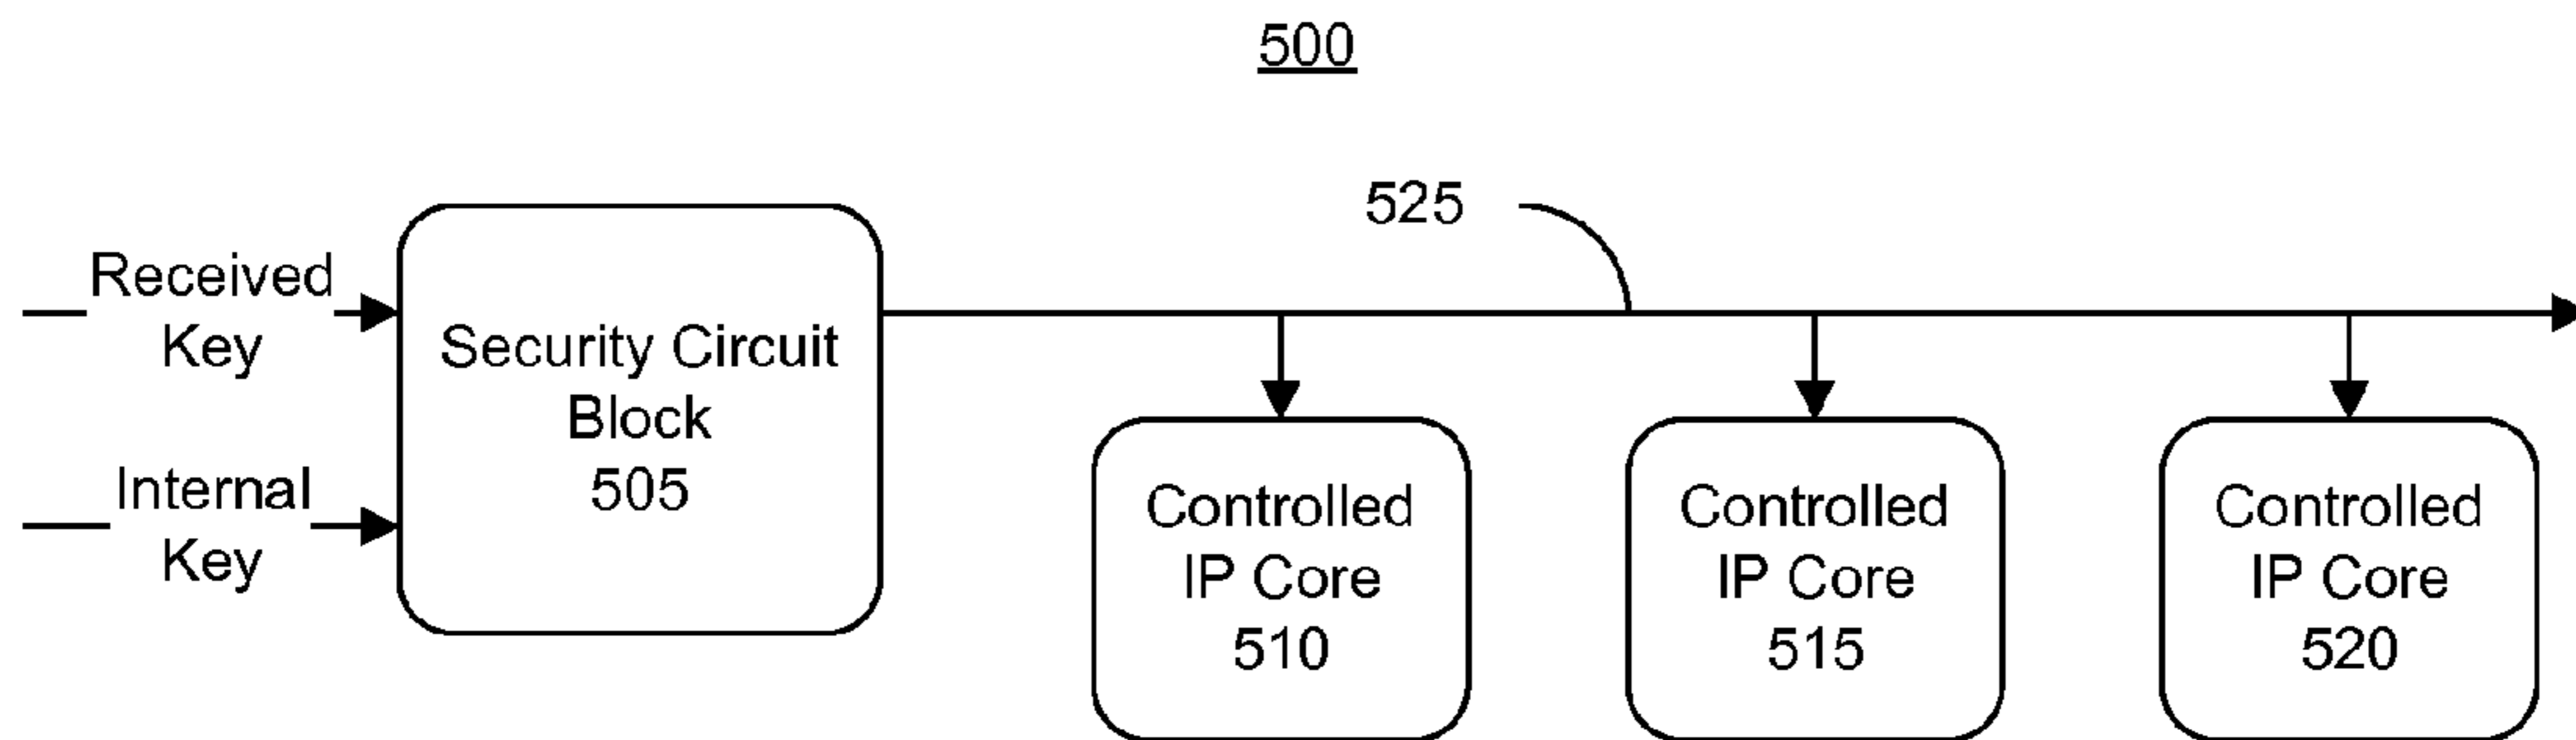 500
525
Received
Key
Internal
Key
Security Circuit
Block
505
Controlled
IP Core
510
Controlled
IP Core
515
Controlled
IP Core
520